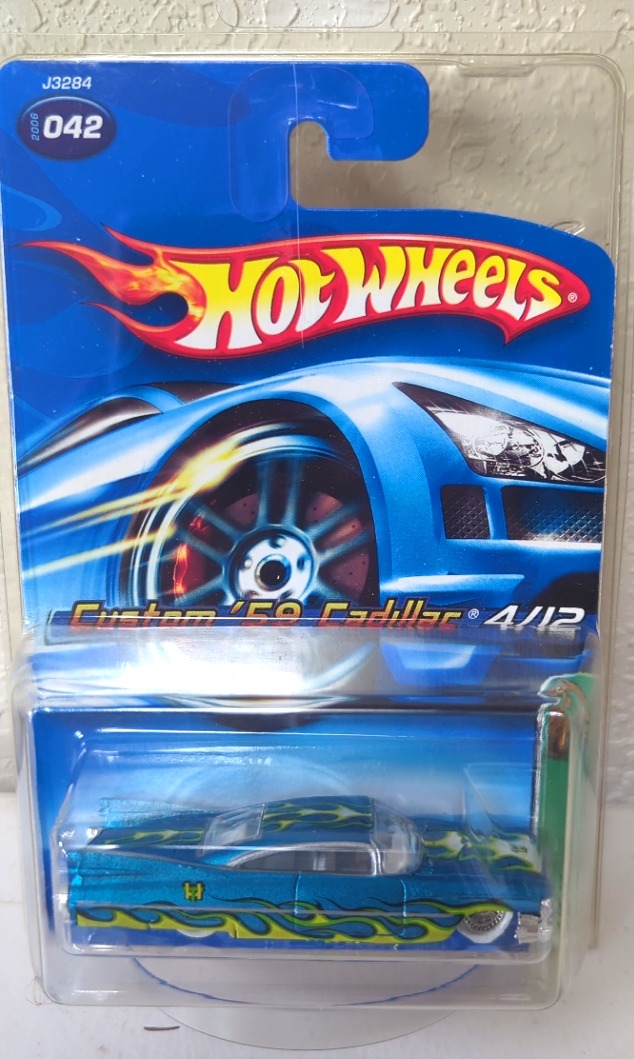 J3284
2006 042
HOT WHEELS®
Custom '59 Cadillac® 4/12